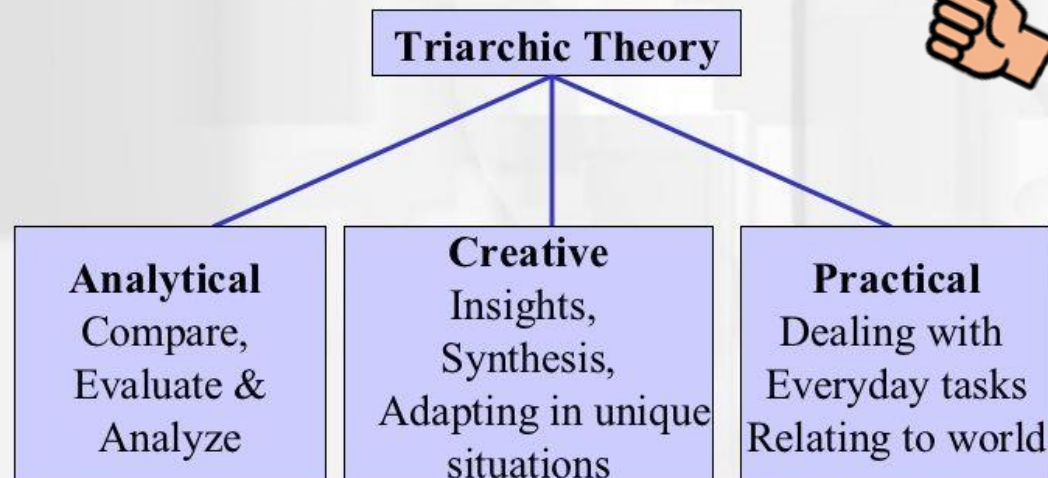 Triarchic Theory
Analytical
Compare,
Evaluate &
Analyze
Creative
Insights,
Synthesis,
Adapting in unique
situations
Practical
Dealing with
Everyday tasks
Relating to world